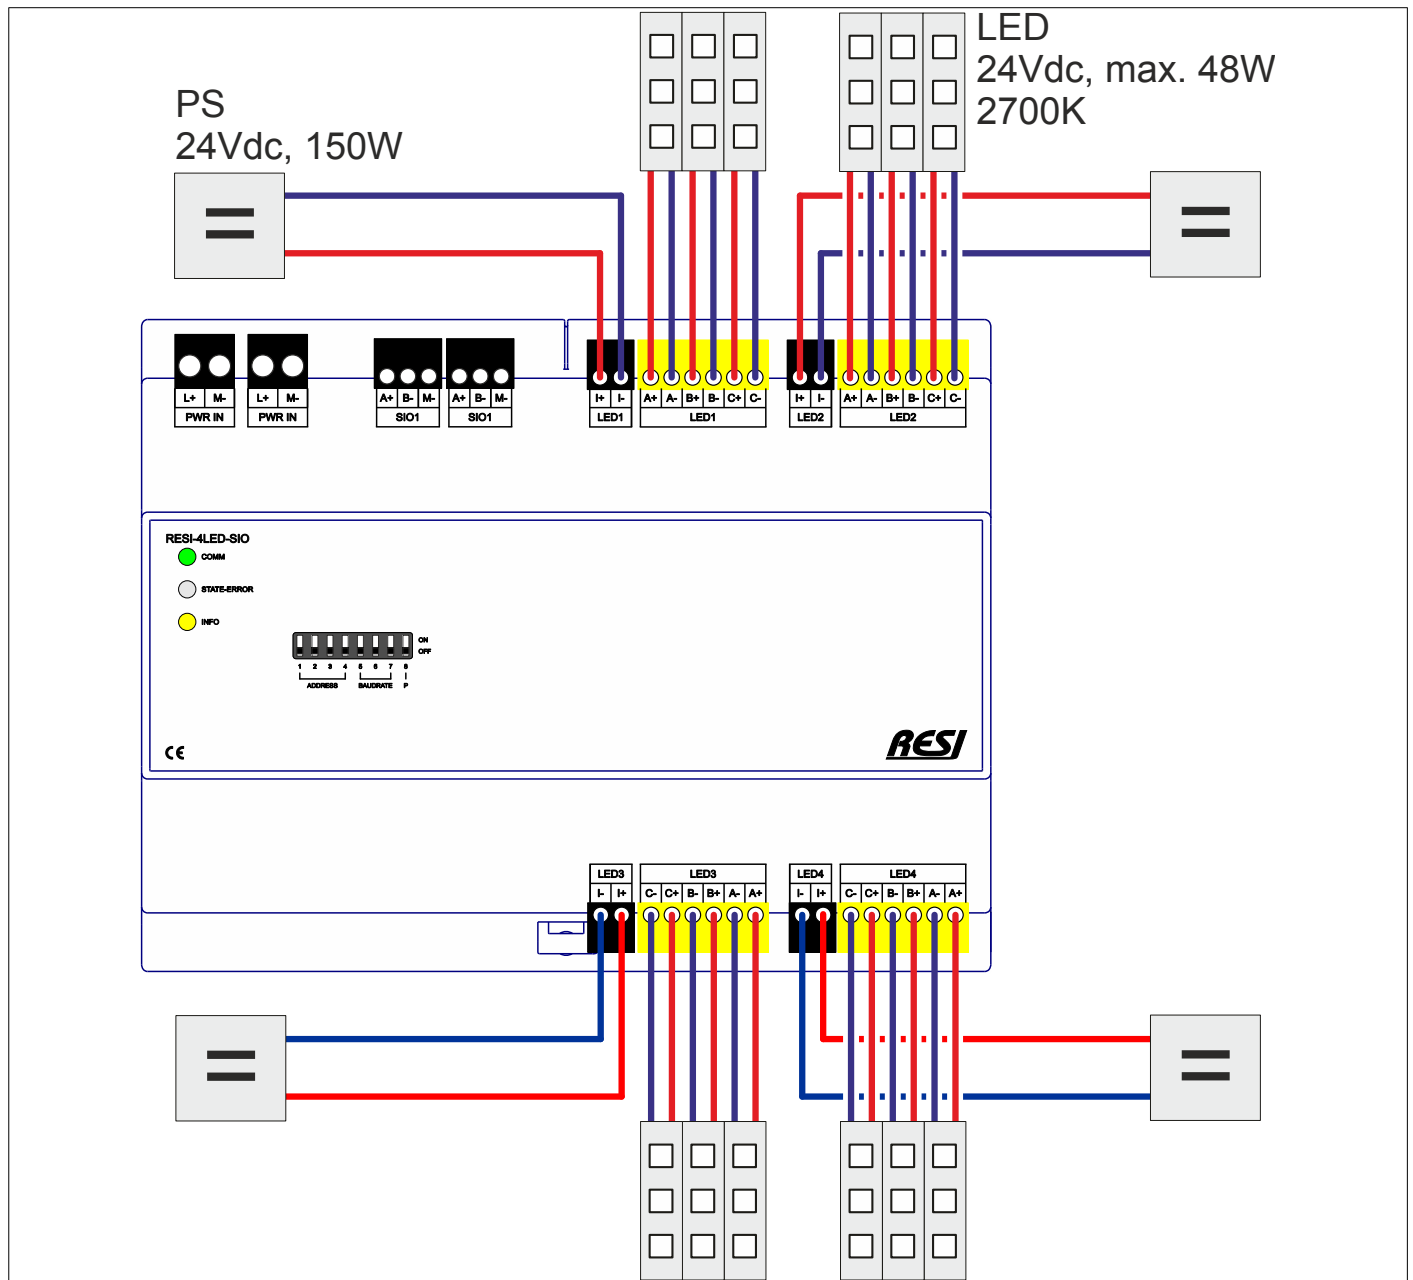 LED
24Vdc, max. 48W
2700K
PS
24Vdc, 150W
L+ M- L+ M- A+ B- M- A+ B- M- I+ I- A+ A- B+ B- C+ C- I+ I- A+ A- B+ B- C+ C-
PWR IN PWR IN SIO1 SIO1 LED1 LED1 LED2 LED2
RESI-4LED-SIO
COMM
STATE-ERROR
INFO
ON
OFF
1 2 3 4 5 6 7 8
ADDRESS BAUDRATE P
CE RESI
LED3 LED3 LED4 LED4
I- I+ C- C+ B- B+ A- A+ I- I+ C- C+ B- B+ A- A+